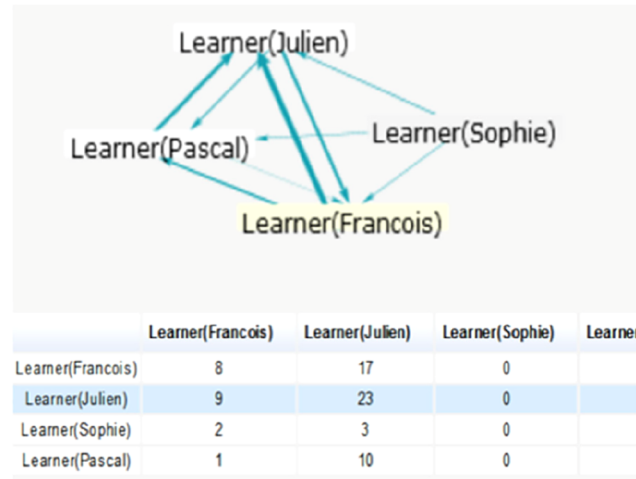 Learner(Julien)
Learner(Sophie)
Learner(Pascal)
Learner(Francois)
Learner(Francois) Learner(Julien) Learner(Sophie) Learner
Learner(Francois) 8 17 0
Learner(Julien) 9 23 0
Learner(Sophie) 2 3 0
Learner(Pascal) 1 10 0